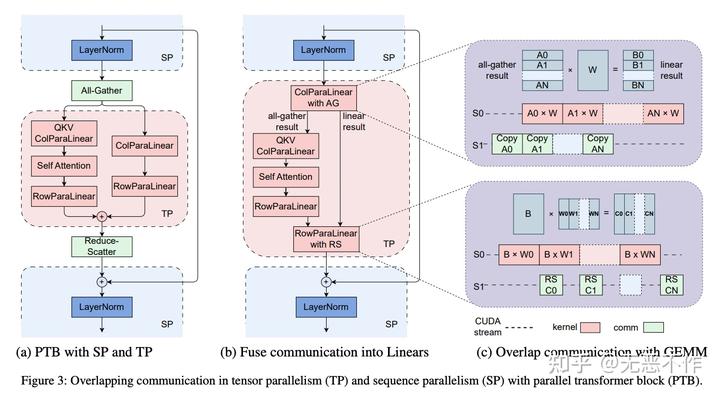 LayerNorm
SP
All-Gather
QKV
ColParaLinear
Self Attention
RowParaLinear
ColParaLinear
RowParaLinear
TP
Reduce-
Scatter
LayerNorm
SP
(a) PTB with SP and TP
LayerNorm
SP
ColParaLinear
with AG
all-gather
result
linear
result
QKV
ColParaLinear
Self Attention
RowParaLinear
RowParaLinear
with RS
TP
LayerNorm
SP
(b) Fuse communication into Linears
all-gather
result
A0
A1
AN
×
W
=
B0
B1
BN
linear
result
S0
A0 × W
A1 × W
AN × W
S1
Copy
A0
Copy
A1
Copy
AN
B
×
W0
W1
WN
=
C0
C1
CN
S0
B × W0
B x W1
B x WN
S1
RS
C0
RS
C1
RS
CN
CUDA
stream
kernel
comm
(c) Overlap communication with GEMM
知乎 @无恶不作
Figure 3: Overlapping communication in tensor parallelism (TP) and sequence parallelism (SP) with parallel transformer block (PTB).